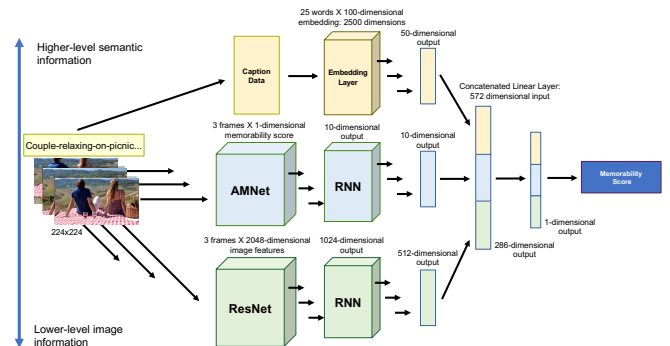 25 words X 100-dimensional
embedding: 2500 dimensions
Higher-level semantic
information
50-dimensional
output
Caption
Data
Embedding
Layer
Concatenated Linear Layer:
572 dimensional input
Couple-relaxing-on-picnic...
3 frames X 1-dimensional
memorability score
10-dimensional
output
10-dimensional
output
AMNet
RNN
Memorability
Score
224x224
1-dimensional
output
3 frames X 2048-dimensional
image features
1024-dimensional
output
512-dimensional
output
286-dimensional
output
ResNet
RNN
Lower-level image
information